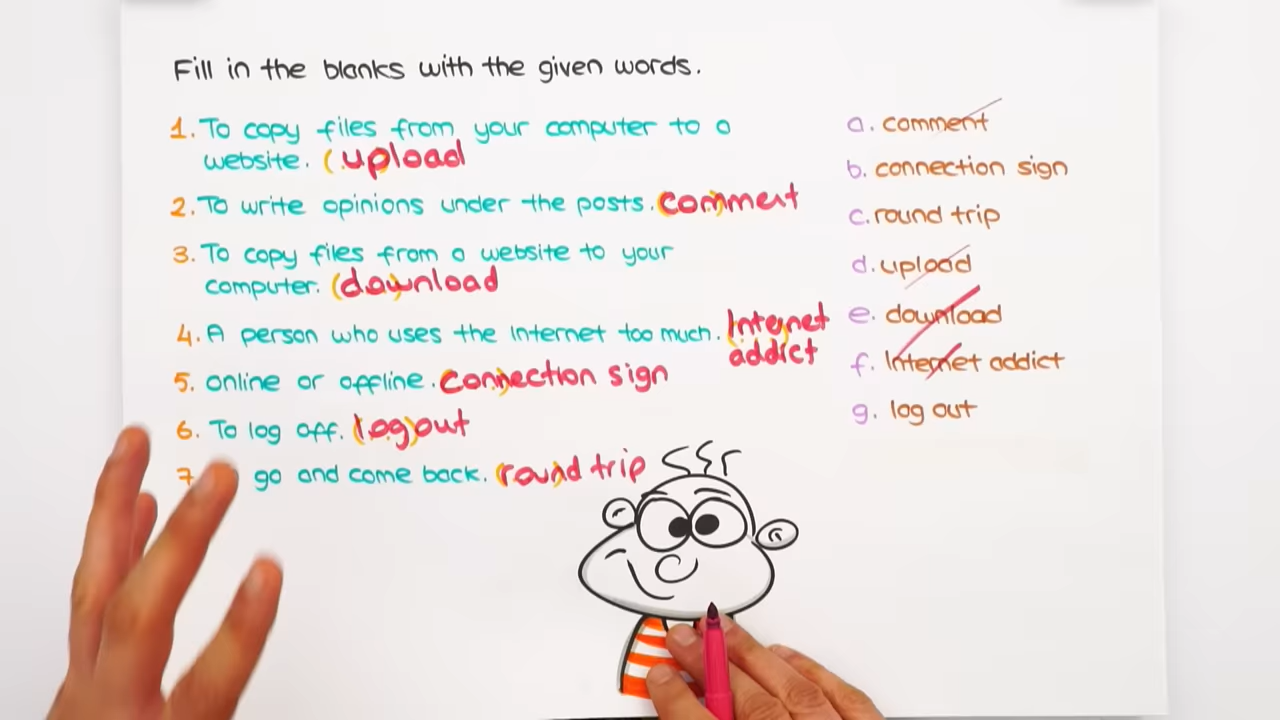 Fill in the blanks with the given words.
1. To copy files from your computer to a
website. (upload
2. To write opinions under the posts. comment
3. To copy files from a website to your
computer. (download
4. A person who uses the Internet too much. Internet
addict
5. online or offline. Connection sign
6. To log off. (log out
7. go and come back. round trip
a. comment
b. connection sign
c. round trip
d. upload
e. download
f. Internet addict
g. log out